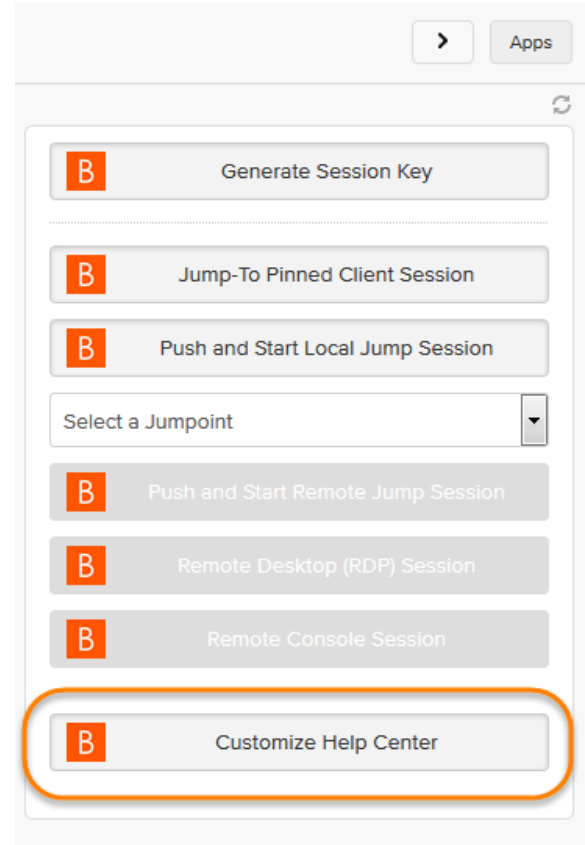 Apps
B Generate Session Key
B Jump-To Pinned Client Session
B Push and Start Local Jump Session
Select a Jumpoint
B Push and Start Remote Jump Session
B Remote Desktop (RDP) Session
B Remote Console Session
B Customize Help Center